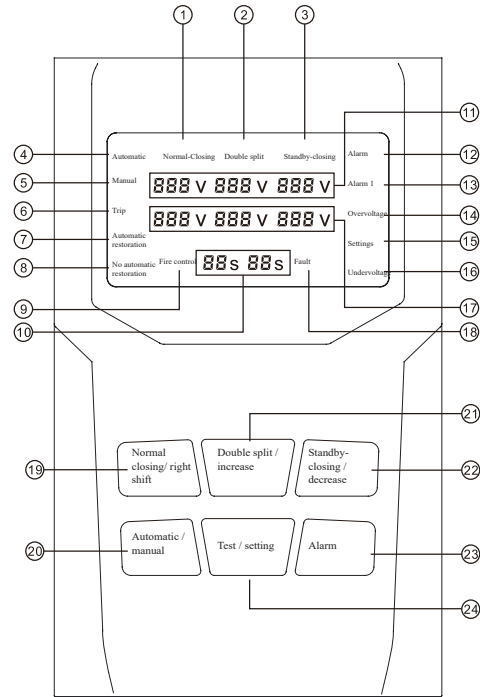 1
2
3
4
Automatic
Normal-Closing
Double split
Standby-closing
Alarm
11
12
5
Manual
888 V 888 V 888 V
Alarm 1
13
6
Trip
888 V 888 V 888 V
Overvoltage
14
7
Automatic
restoration
Settings
15
8
No automatic
restoration
Fire control
88s 88s
Fault
Undervoltage
16
9
10
17
18
21
19
Normal
closing/ right
shift
Double split /
increase
Standby-
closing /
decrease
22
20
Automatic /
manual
Test / setting
Alarm
23
24